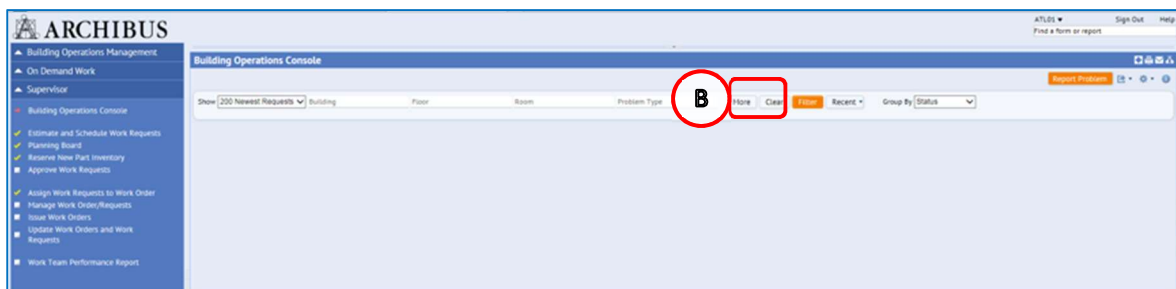 ARCHIBUS
ATL01 Sign Out Help
Find a form or report
Building Operations Management
On Demand Work
Supervisor
Building Operations Console
Estimate and Schedule Work Requests
Planning Board
Reserve New Part Inventory
Approve Work Requests
Assign Work Requests to Work Order
Manage Work Order/Requests
Issue Work Orders
Update Work Orders and Work
Requests
Work Team Performance Report
Building Operations Console
Report Problem
Show 200 Newest Requests Building Floor Room Problem Type B More Clear Filter Recent Group By Status